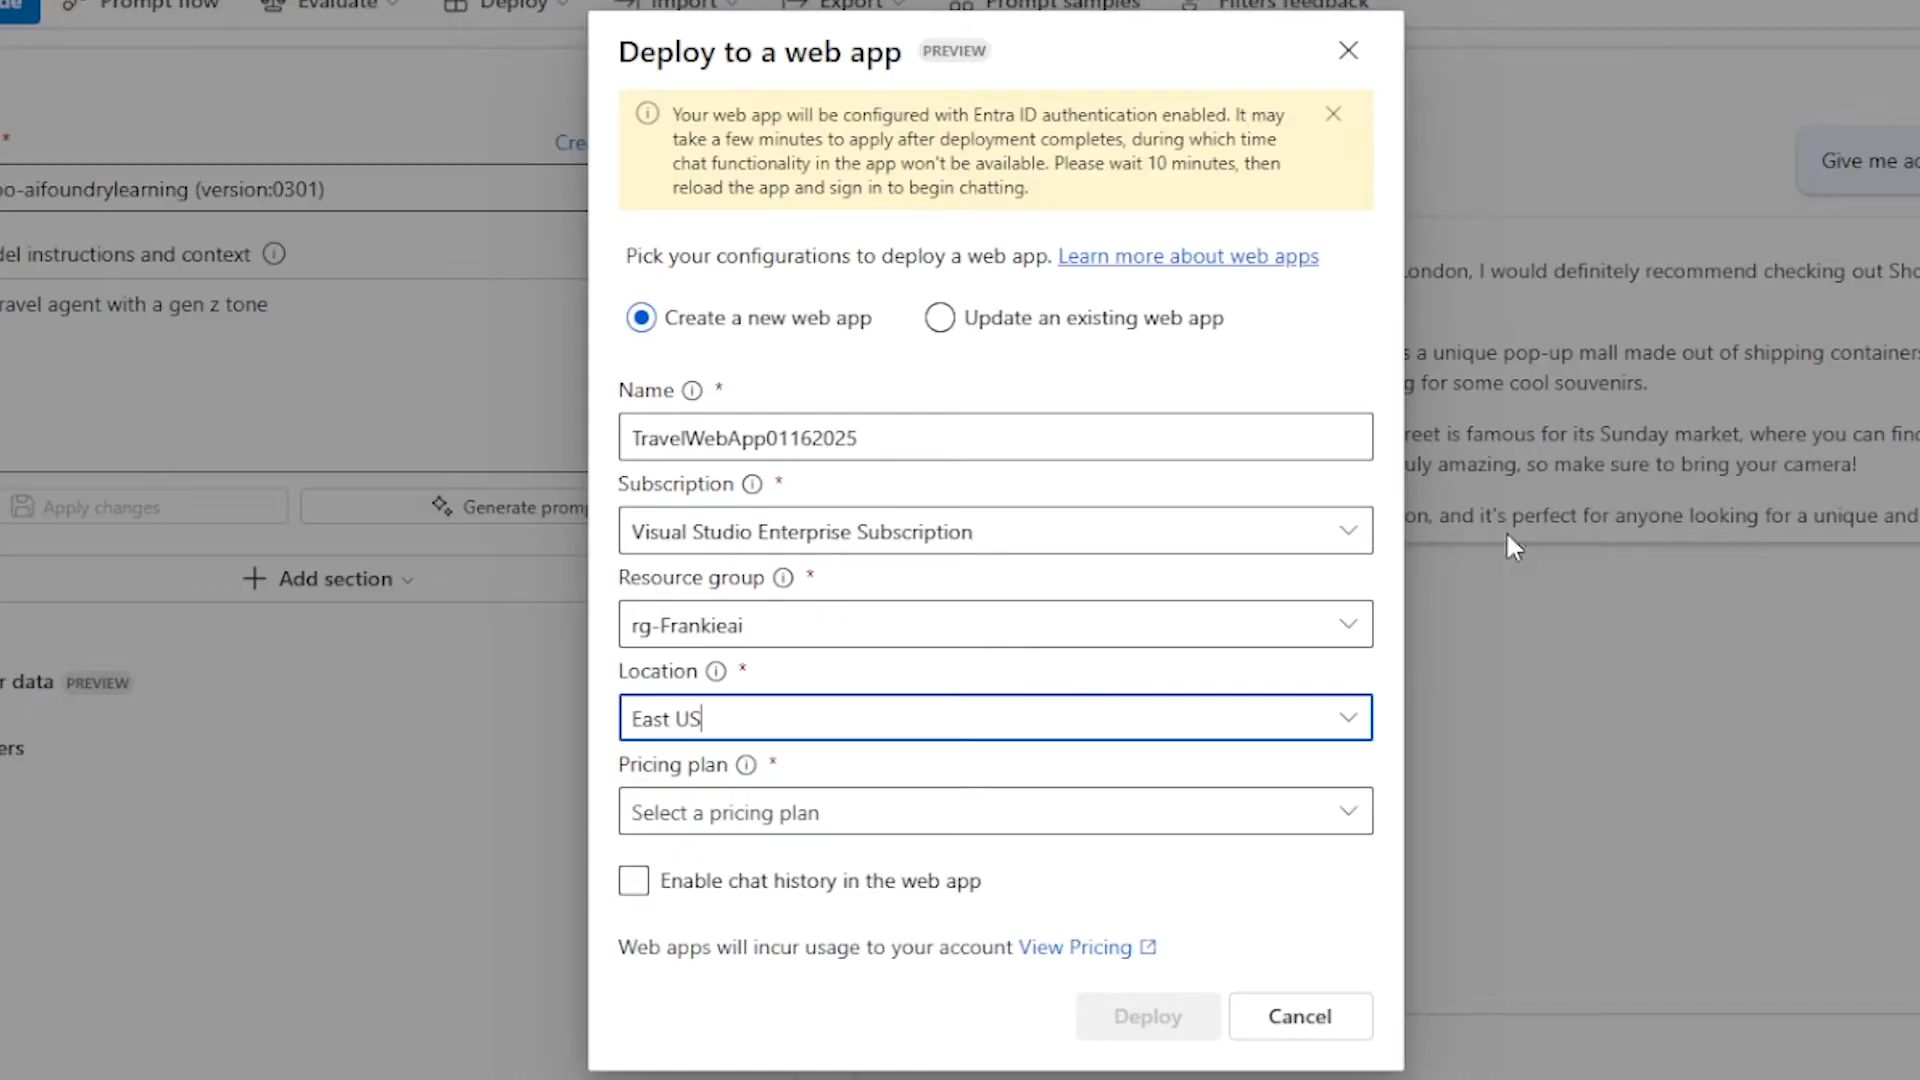 Prompt flow
Evaluate
Deploy
Import
Export
Prompt samples
Filters feedback
Deploy to a web app PREVIEW
Your web app will be configured with Entra ID authentication enabled. It may
take a few minutes to apply after deployment completes, during which time
chat functionality in the app won't be available. Please wait 10 minutes, then
reload the app and sign in to begin chatting.
Pick your configurations to deploy a web app. Learn more about web apps
Create a new web app
Update an existing web app
Name *
TravelWebApp01162025
Subscription *
Visual Studio Enterprise Subscription
Resource group *
rg-Frankieai
Location *
East US
Pricing plan *
Select a pricing plan
Enable chat history in the web app
Web apps will incur usage to your account View Pricing
Deploy
Cancel
*
Cre
oo-aifoundrylearning (version:0301)
del instructions and context
ravel agent with a gen z tone
Apply changes
Generate promp
Add section
r data PREVIEW
ers
Give me ad
London, I would definitely recommend checking out Sho
s a unique pop-up mall made out of shipping containers
g for some cool souvenirs.
reet is famous for its Sunday market, where you can find
uly amazing, so make sure to bring your camera!
on, and it's perfect for anyone looking for a unique and